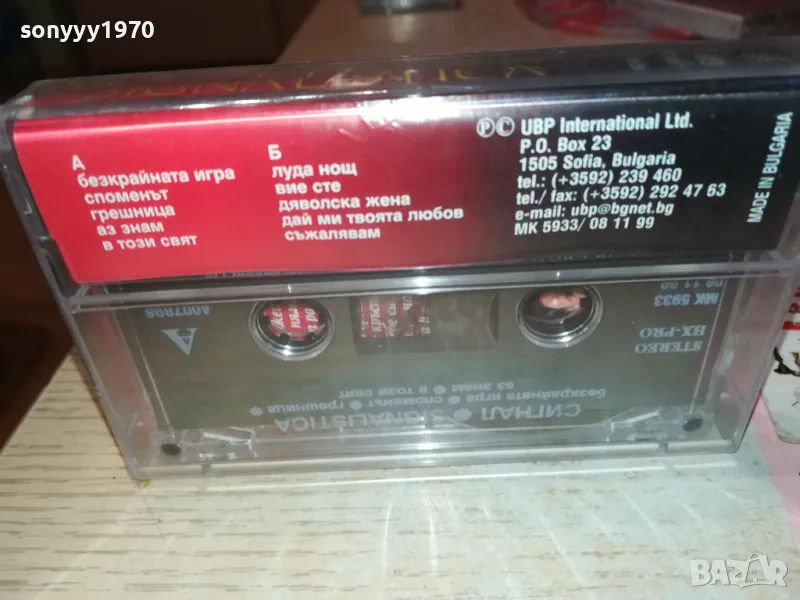 sonyyy1970
А
безкрайната игра
споменът
грешница
аз знам
в този свят
Б
луда нощ
вие сте
дяволска жена
дай ми твоята любов
съжалявам
℗© UBP International Ltd.
P.O. Box 23
1505 Sofia, Bulgaria
tel.: (+3592) 239 460
tel./ fax: (+3592) 292 47 63
e-mail: ubp@bgnet.bg
MK 5933/ 08 11 99
MADE IN BULGARIA
СИГНАЛ ● SIGNALISTICA
безкрайната игра ● споменът ● грешница ●
аз знам ● в този свят
A
STEREO
BX-PRO
MK 5933
BAZAR